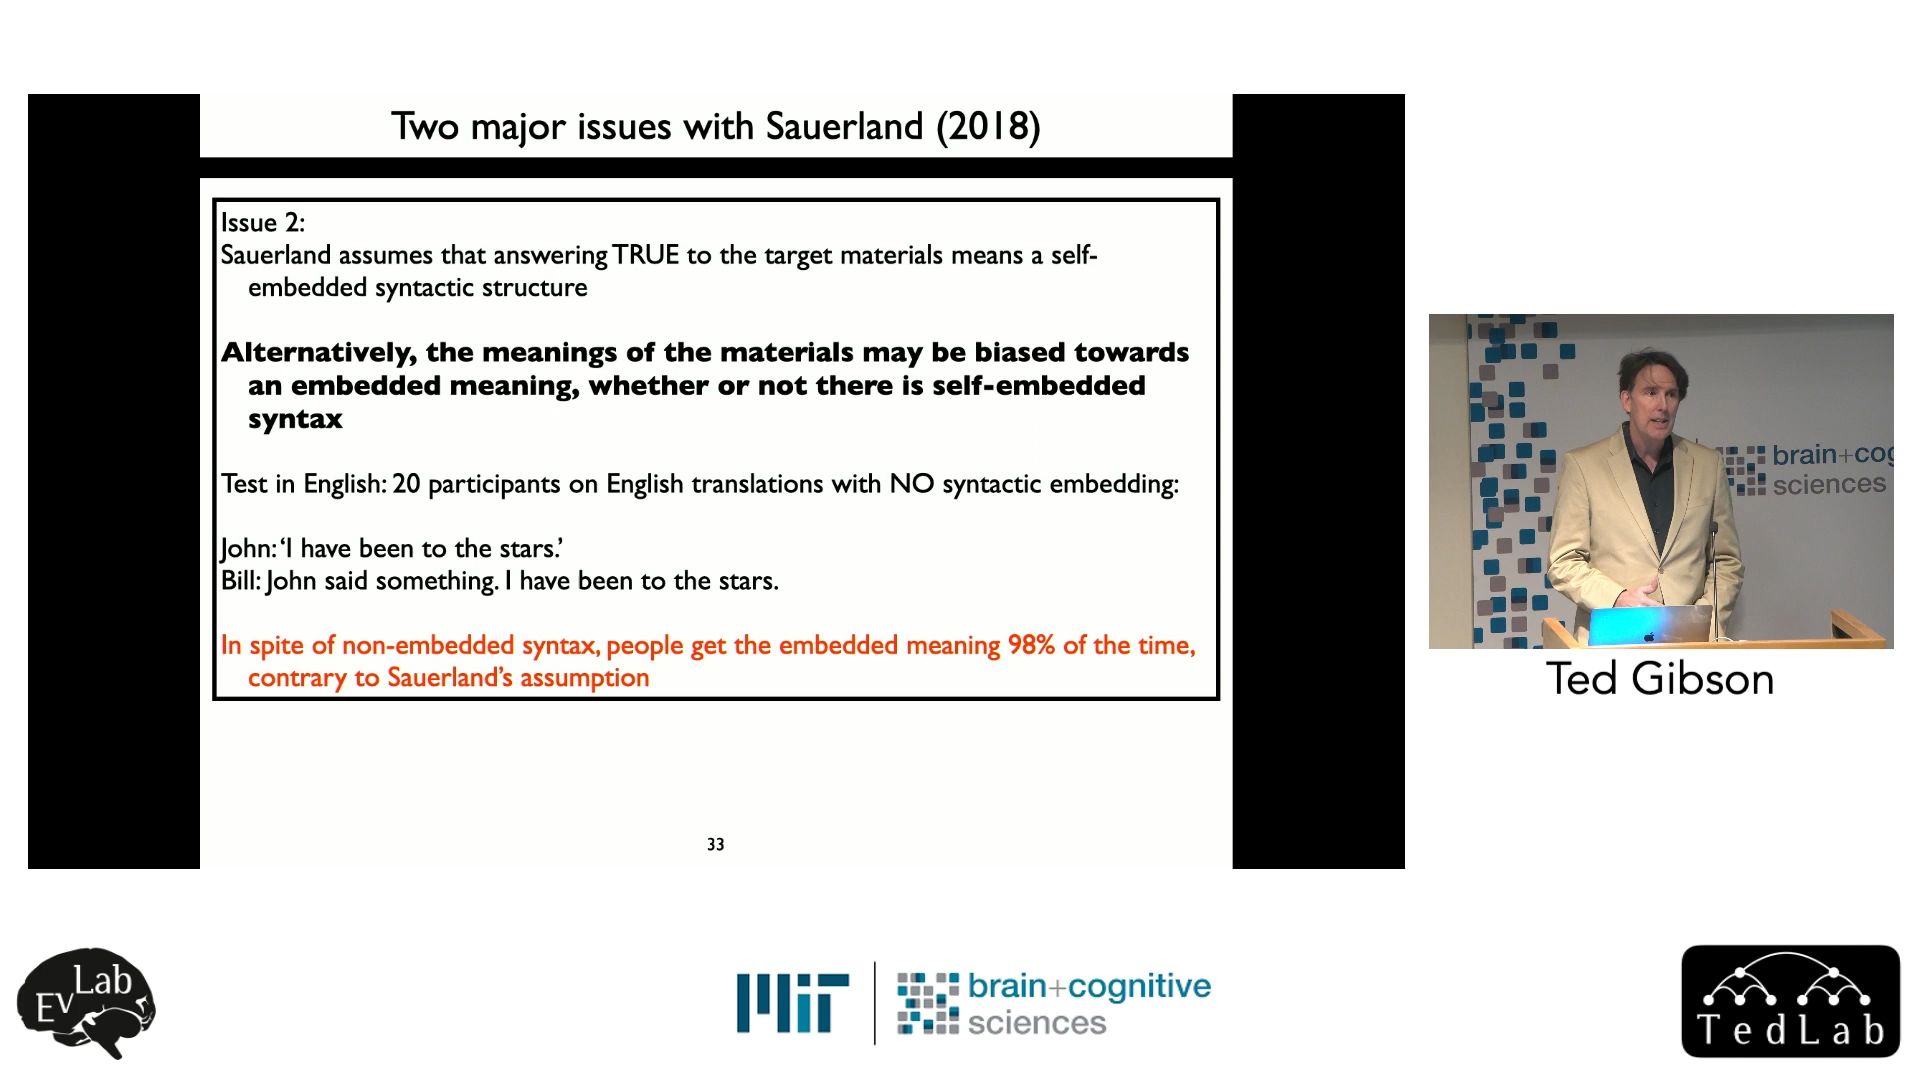 Two major issues with Sauerland (2018)
Issue 2:
Sauerland assumes that answering TRUE to the target materials means a self-
embedded syntactic structure
Alternatively, the meanings of the materials may be biased towards
an embedded meaning, whether or not there is self-embedded
syntax
Test in English: 20 participants on English translations with NO syntactic embedding:
John: ‘I have been to the stars.’
Bill: John said something. I have been to the stars.
In spite of non-embedded syntax, people get the embedded meaning 98% of the time,
contrary to Sauerland’s assumption
33
brain+cog
sciences
Ted Gibson
EV Lab
MIT
brain+cognitive
sciences
TedLab